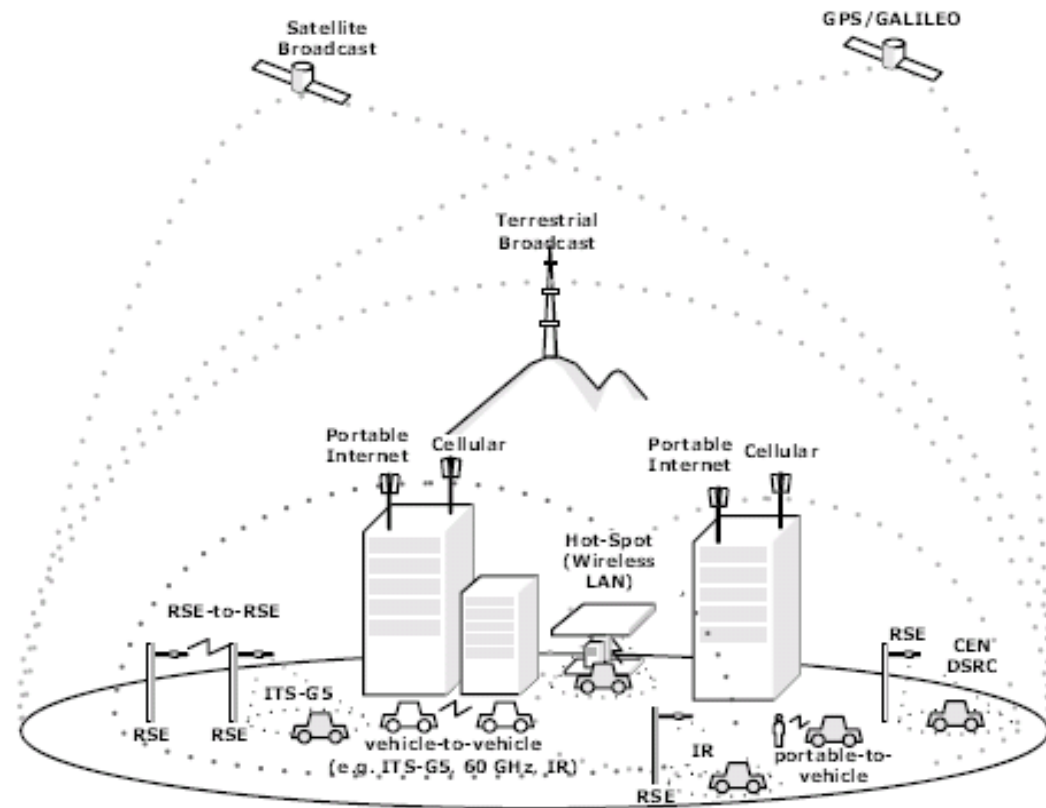 Satellite
Broadcast
GPS/GALILEO
Terrestrial
Broadcast
Portable
Internet
Cellular
Portable
Internet
Cellular
Hot-Spot
(Wireless
LAN)
RSE-to-RSE
RSE
CEN
DSRC
ITS-G5
RSE
RSE
vehicle-to-vehicle
(e.g. ITS-G5, 60 GHz, IR)
IR
portable-to-
vehicle
RSE